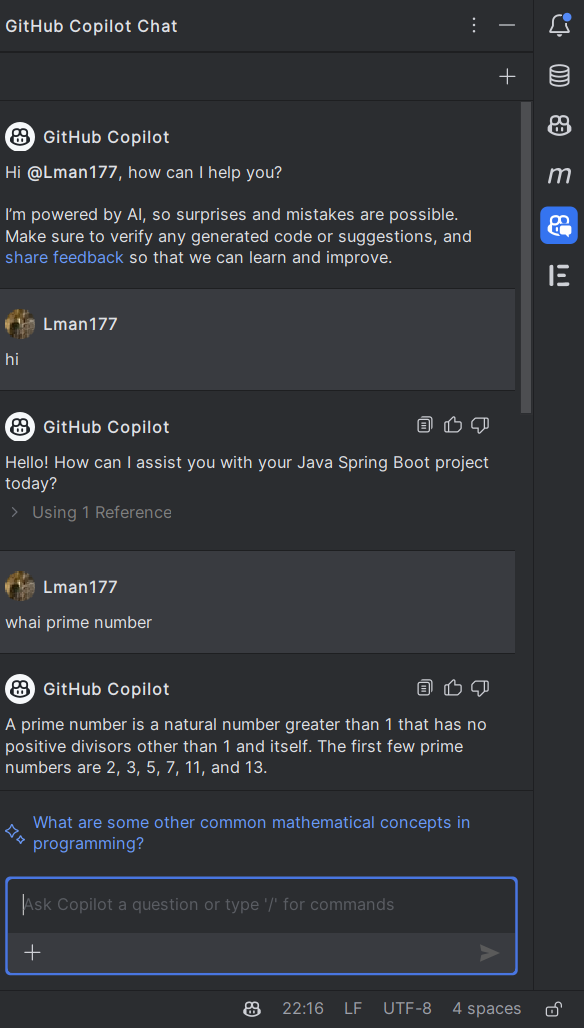 GitHub Copilot Chat
GitHub Copilot
Hi @Lman177, how can I help you?
I'm powered by AI, so surprises and mistakes are possible.
Make sure to verify any generated code or suggestions, and
share feedback so that we can learn and improve.
Lman177
hi
GitHub Copilot
Hello! How can I assist you with your Java Spring Boot project
today?
Using 1 Reference
Lman177
whai prime number
GitHub Copilot
A prime number is a natural number greater than 1 that has no
positive divisors other than 1 and itself. The first few prime
numbers are 2, 3, 5, 7, 11, and 13.
What are some other common mathematical concepts in
programming?
Ask Copilot a question or type '/' for commands
22:16 LF UTF-8 4 spaces
m